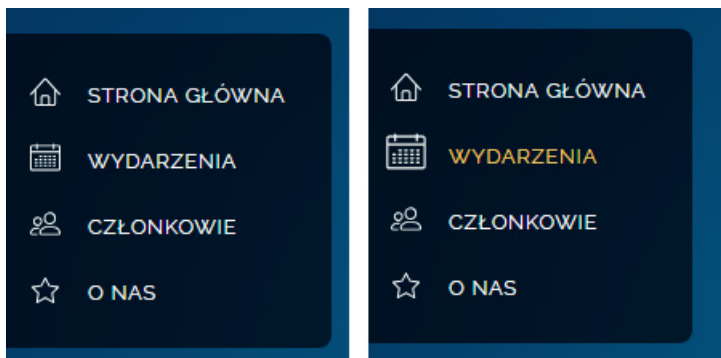 STRONA GŁÓWNA
WYDARZENIA
CZŁONKOWIE
O NAS
STRONA GŁÓWNA
WYDARZENIA
CZŁONKOWIE
O NAS